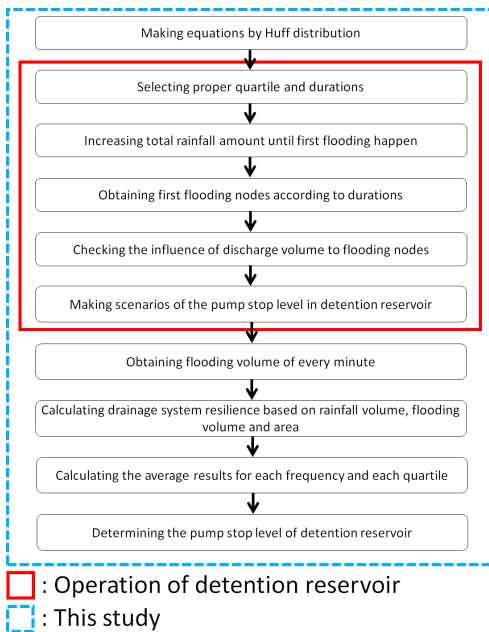 Making equations by Huff distribution
Selecting proper quartile and durations
Increasing total rainfall amount until first flooding happen
Obtaining first flooding nodes according to durations
Checking the influence of discharge volume to flooding nodes
Making scenarios of the pump stop level in detention reservoir
Obtaining flooding volume of every minute
Calculating drainage system resilience based on rainfall volume, flooding
volume and area
Calculating the average results for each frequency and each quartile
Determining the pump stop level of detention reservoir
: Operation of detention reservoir
: This study